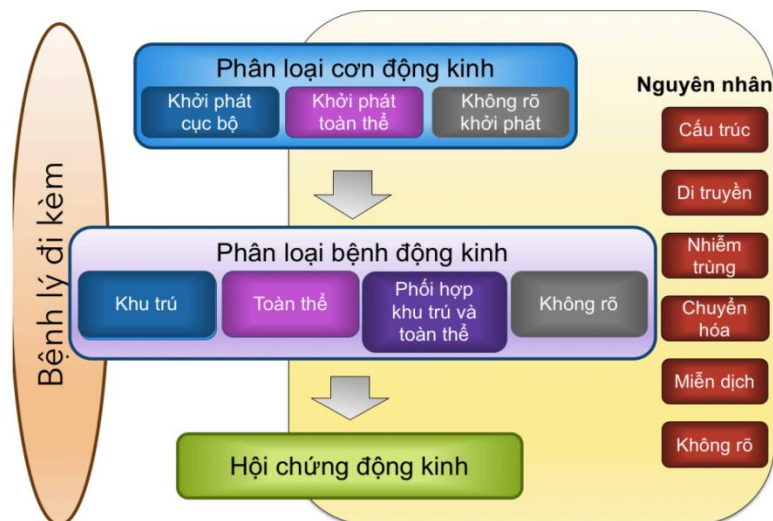 Bệnh lý đi kèm
Phân loại cơn động kinh
Khởi phát
cục bộ
Khởi phát
toàn thể
Không rõ
khởi phát
Phân loại bệnh động kinh
Khu trú
Toàn thể
Phối hợp
khu trú và
toàn thể
Không rõ
Hội chứng động kinh
Nguyên nhân
Cấu trúc
Di truyền
Nhiễm
trùng
Chuyển
hóa
Miễn dịch
Không rõ